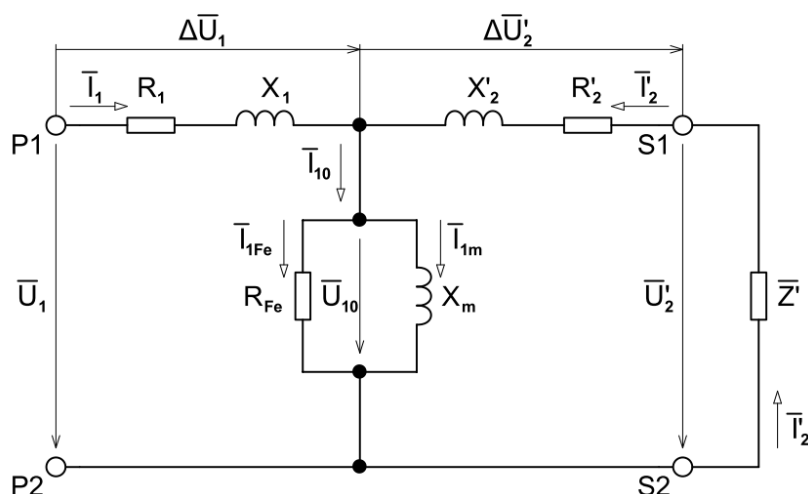 ΔU̅₁ ΔU̅'₂
I̅₁ R₁ X₁ X'₂ R'₂ I̅'₂
P1 S1
I̅₁₀
I̅₁Fe I̅₁m
U̅₁ R_Fe U̅₁₀ X_m U̅'₂ Z̅'
I̅'₂
P2 S2